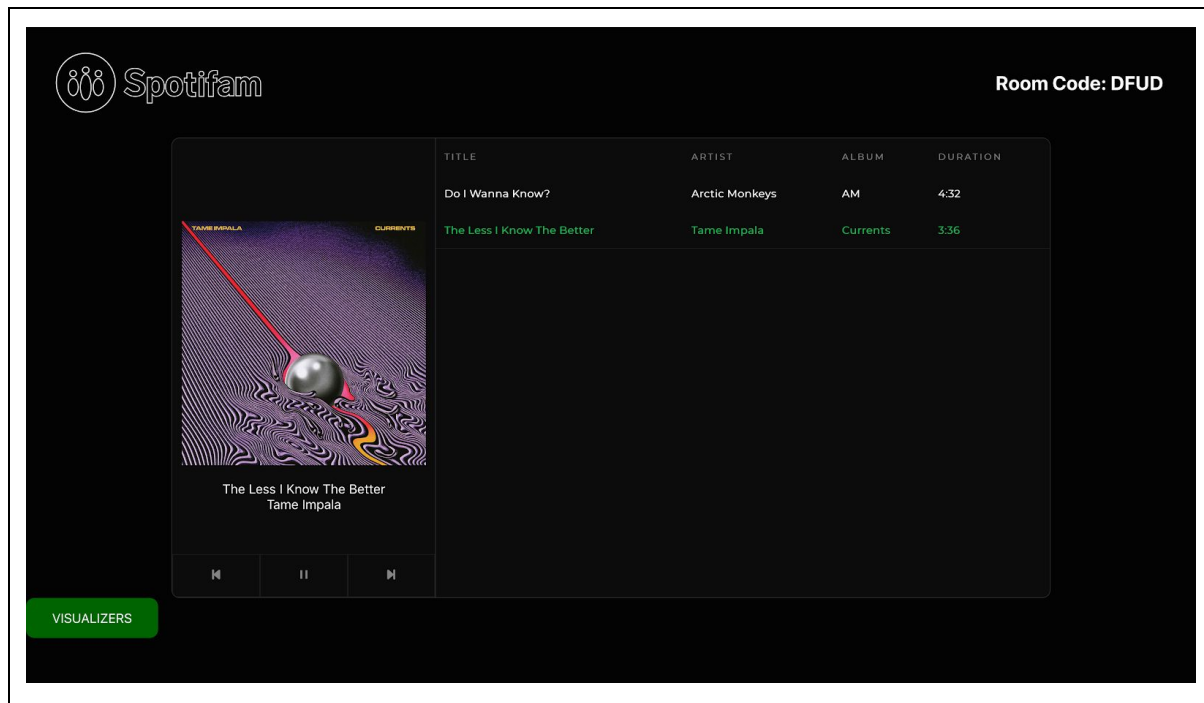 Spotifam
Room Code: DFUD
TITLE ARTIST ALBUM DURATION
Do I Wanna Know? Arctic Monkeys AM 4:32
The Less I Know The Better Tame Impala Currents 3:36
TAME IMPALA CURRENTS
The Less I Know The Better
Tame Impala
VISUALIZERS